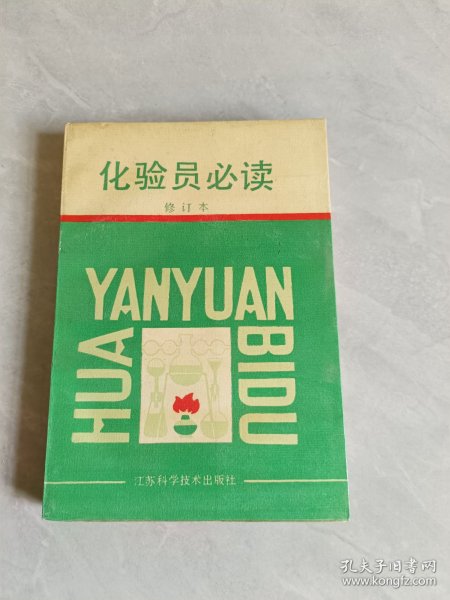 化验员必读
修订本
HUA
YANYUAN
BIDU
江苏科学技术出版社
孔夫子旧书网
www.kongfz.com